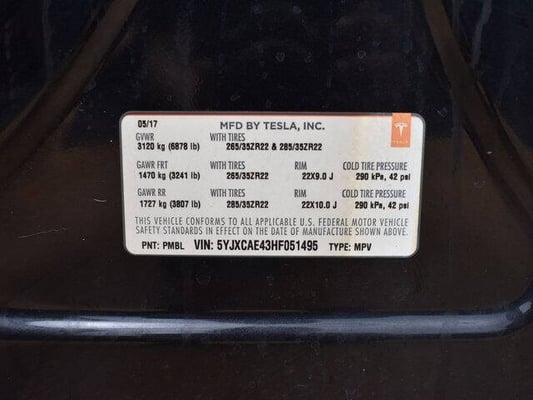 05/17 MFD BY TESLA, INC.
GVWR WITH TIRES
3120 kg (6878 lb) 265/35ZR22 & 285/35ZR22
GAWR FRT WITH TIRES RIM COLD TIRE PRESSURE
1470 kg (3241 lb) 265/35ZR22 22X9.0 J 290 kPa, 42 psi
GAWR RR WITH TIRES RIM COLD TIRE PRESSURE
1727 kg (3807 lb) 285/35ZR22 22X10.0 J 290 kPa, 42 psi
THIS VEHICLE CONFORMS TO ALL APPLICABLE U.S. FEDERAL MOTOR VEHICLE
SAFETY STANDARDS IN EFFECT ON THE DATE OF MANUFACTURE SHOWN ABOVE.
PNT: PMBL VIN: 5YJXCAE43HF051495 TYPE: MPV